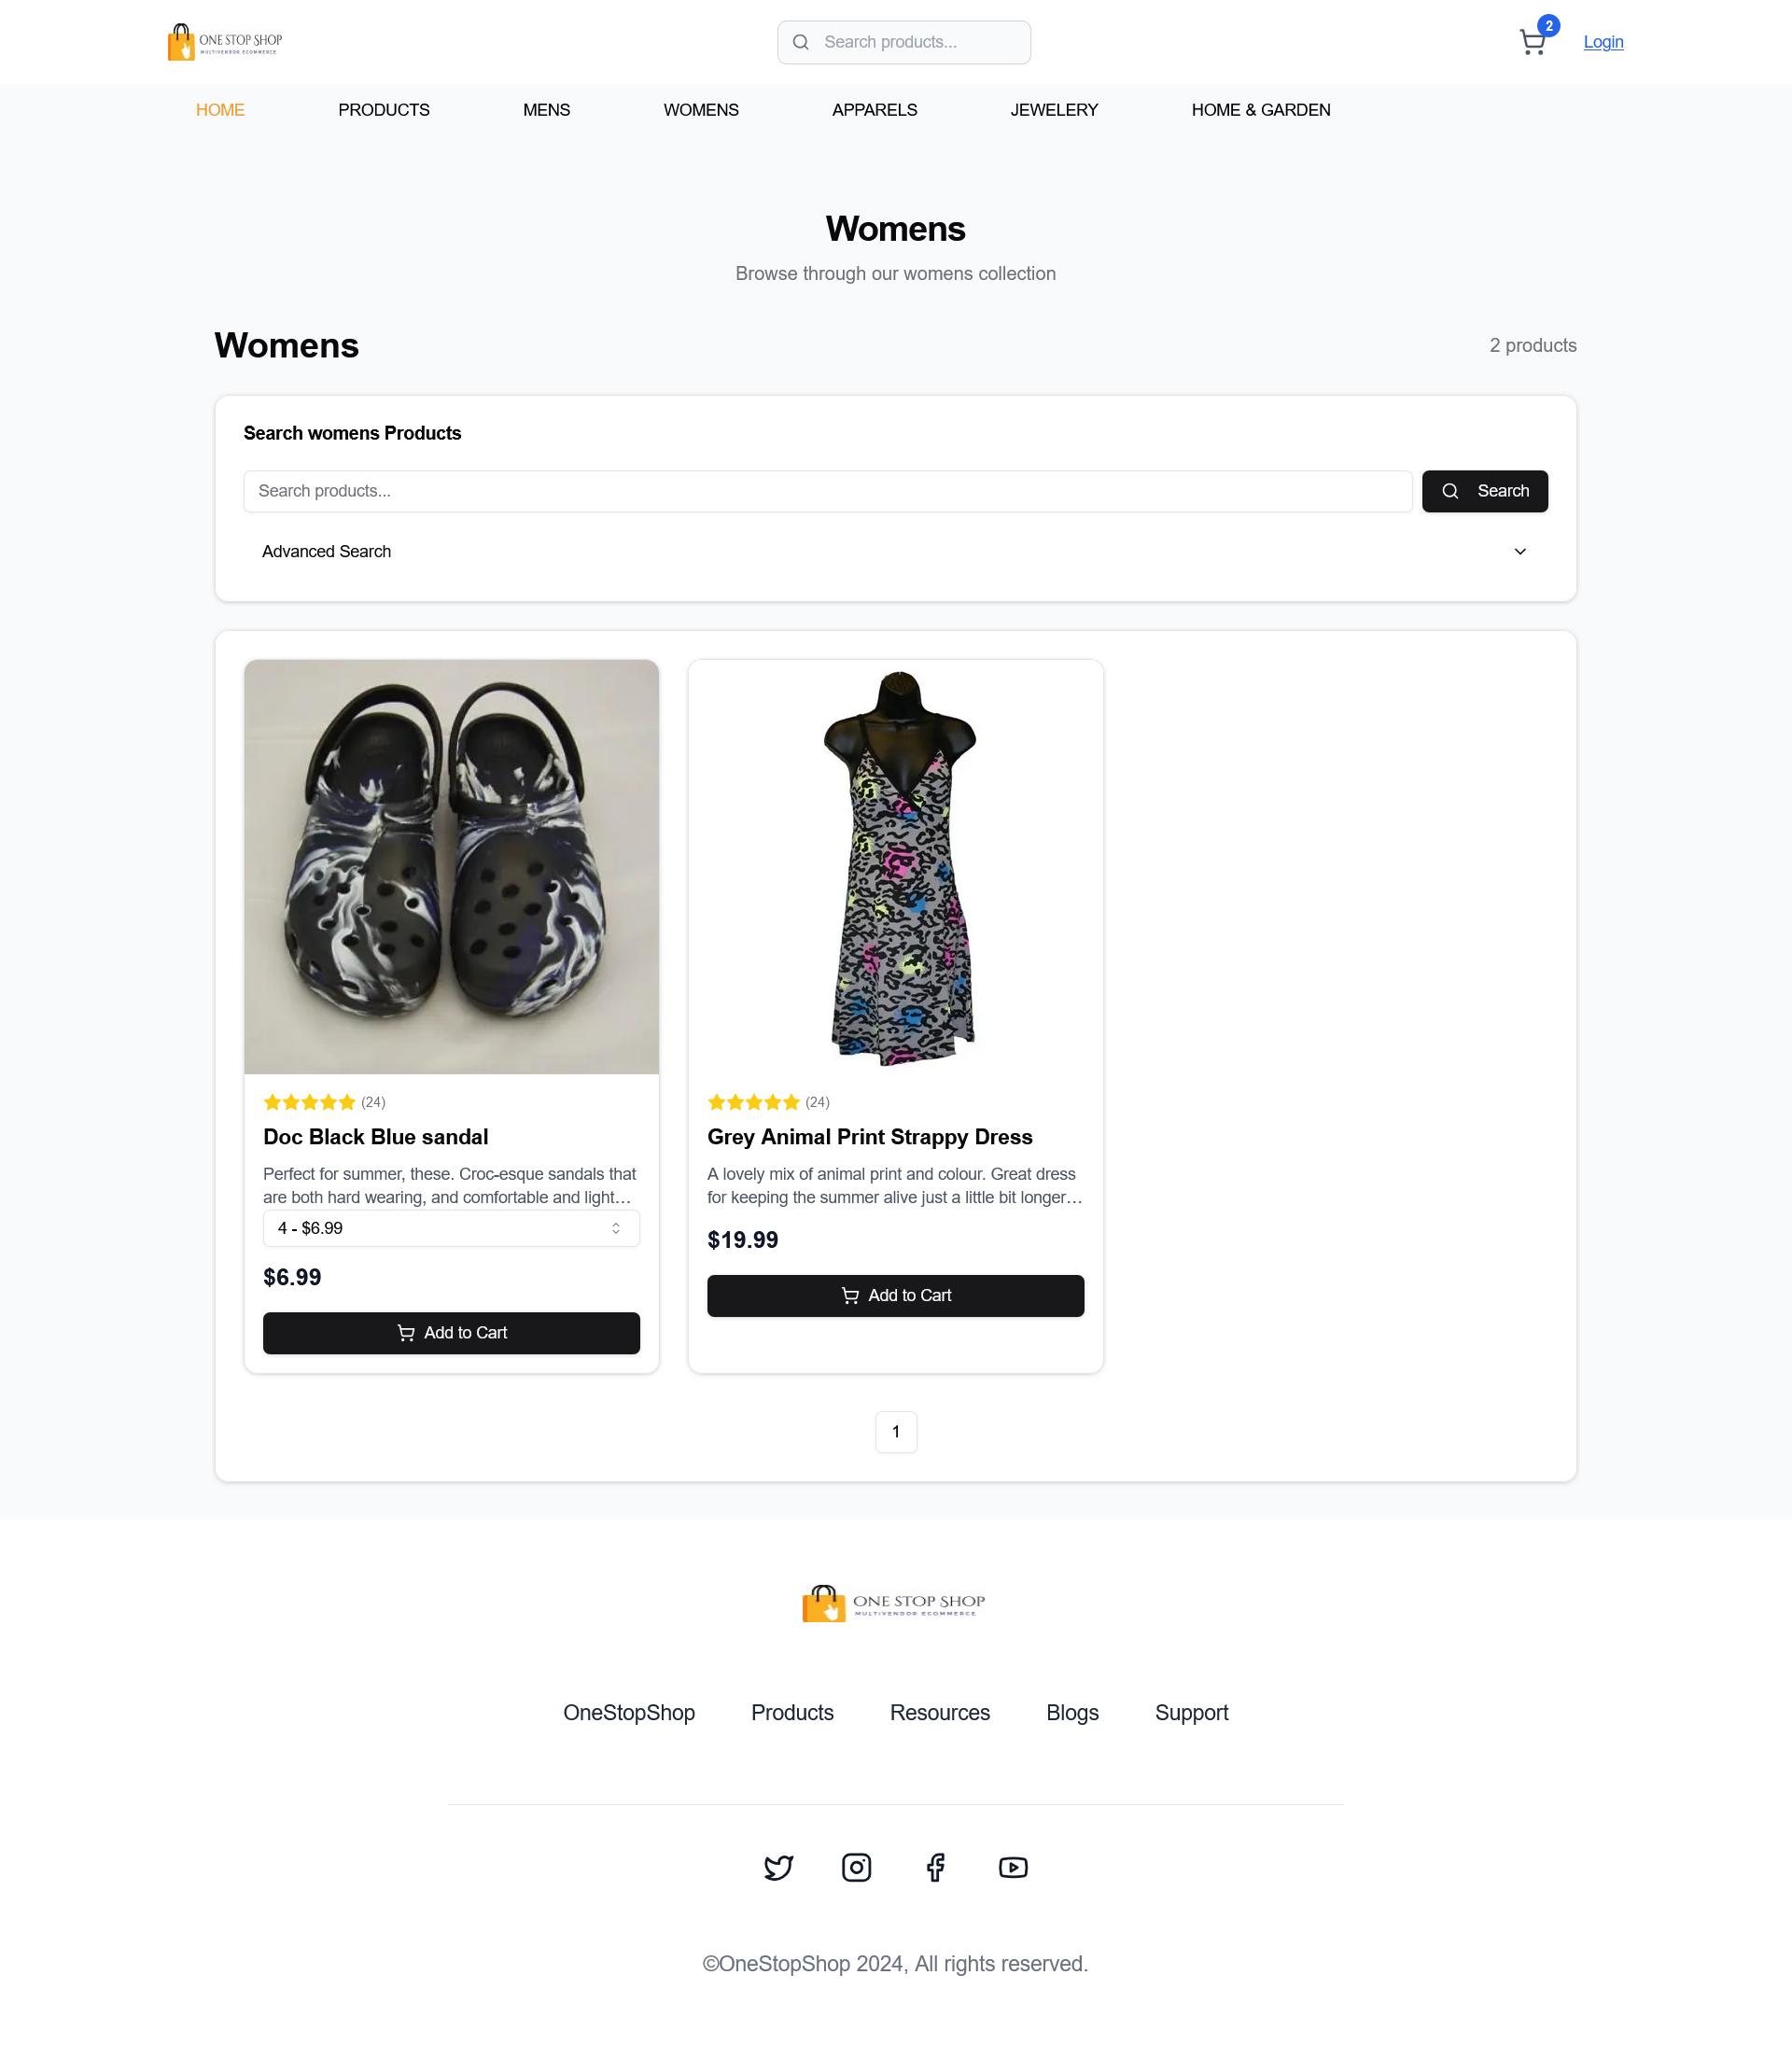 ONE STOP SHOP
MULTIVENDOR ECOMMERCE
Search products...
2
Login
HOME
PRODUCTS
MENS
WOMENS
APPARELS
JEWELERY
HOME & GARDEN
Womens
Browse through our womens collection
Womens
2 products
Search womens Products
Search products...
Search
Advanced Search
(24)
Doc Black Blue sandal
Perfect for summer, these. Croc-esque sandals that
are both hard wearing, and comfortable and light...
4 - $6.99
$6.99
Add to Cart
(24)
Grey Animal Print Strappy Dress
A lovely mix of animal print and colour. Great dress
for keeping the summer alive just a little bit longer...
$19.99
Add to Cart
1
ONE STOP SHOP
MULTIVENDOR ECOMMERCE
OneStopShop
Products
Resources
Blogs
Support
©OneStopShop 2024, All rights reserved.